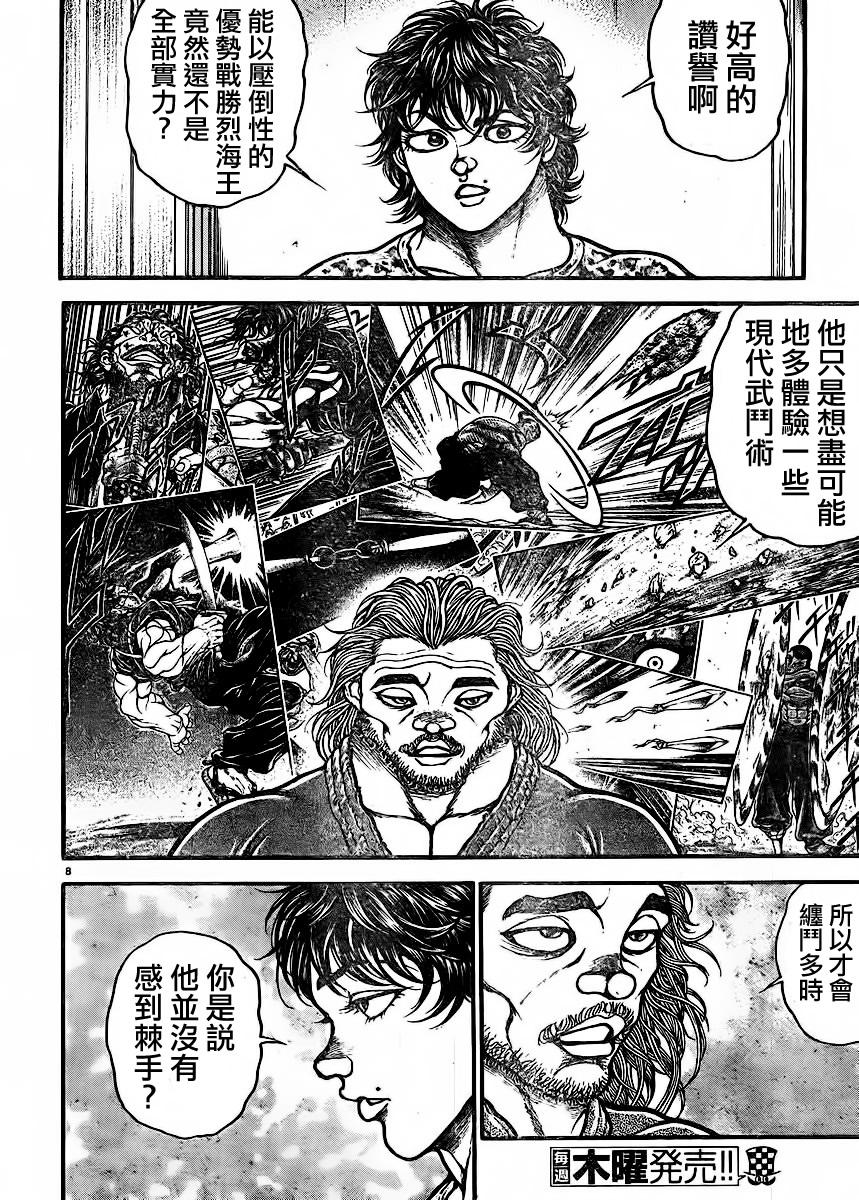 好高的
讚譽啊
能以壓倒性的
優勢戰勝烈海王
竟然還不是
全部實力？
他只是想盡可能
地多體驗一些
現代武鬥術
8
所以才會
纏鬥多時
你是說
他並沒有
感到棘手？
毎週木曜発売!!